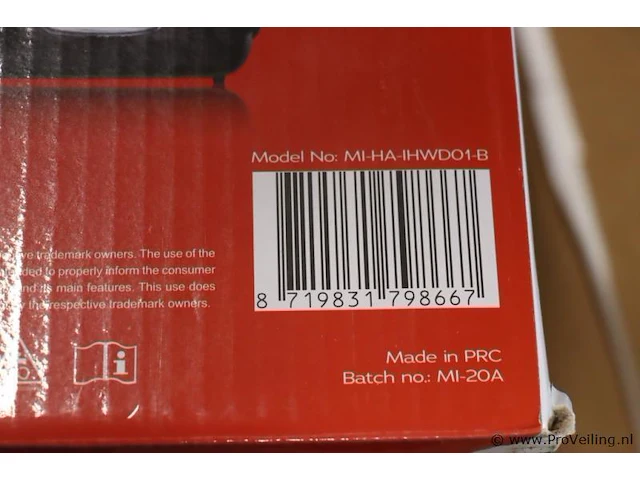 Model No: MI-HA-IHWD01-B
8 719831 798667
trademark owners. The use of the
to properly inform the consumer
its main features. This use does
the respective trademark owners.
i
Made in PRC
Batch no.: MI-20A
© www.ProVeiling.nl